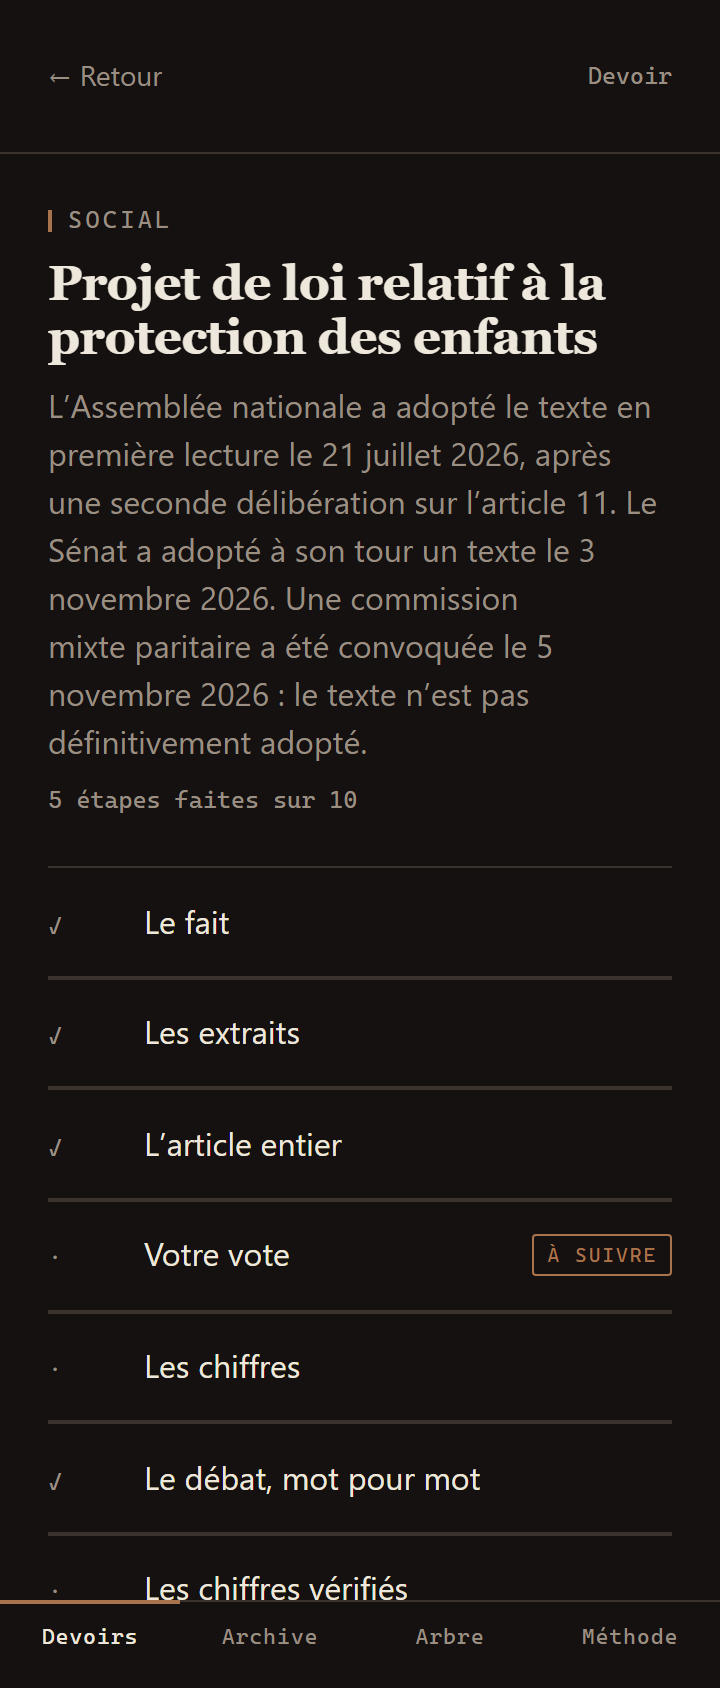 ← Retour
Devoir
SOCIAL
Projet de loi relatif à la
protection des enfants
L’Assemblée nationale a adopté le texte en
première lecture le 21 juillet 2026, après
une seconde délibération sur l’article 11. Le
Sénat a adopté à son tour un texte le 3
novembre 2026. Une commission
mixte paritaire a été convoquée le 5
novembre 2026 : le texte n’est pas
définitivement adopté.
5 étapes faites sur 10
✓ Le fait
✓ Les extraits
✓ L’article entier
· Votre vote
À SUIVRE
· Les chiffres
✓ Le débat, mot pour mot
· Les chiffres vérifiés
Devoirs
Archive
Arbre
Méthode